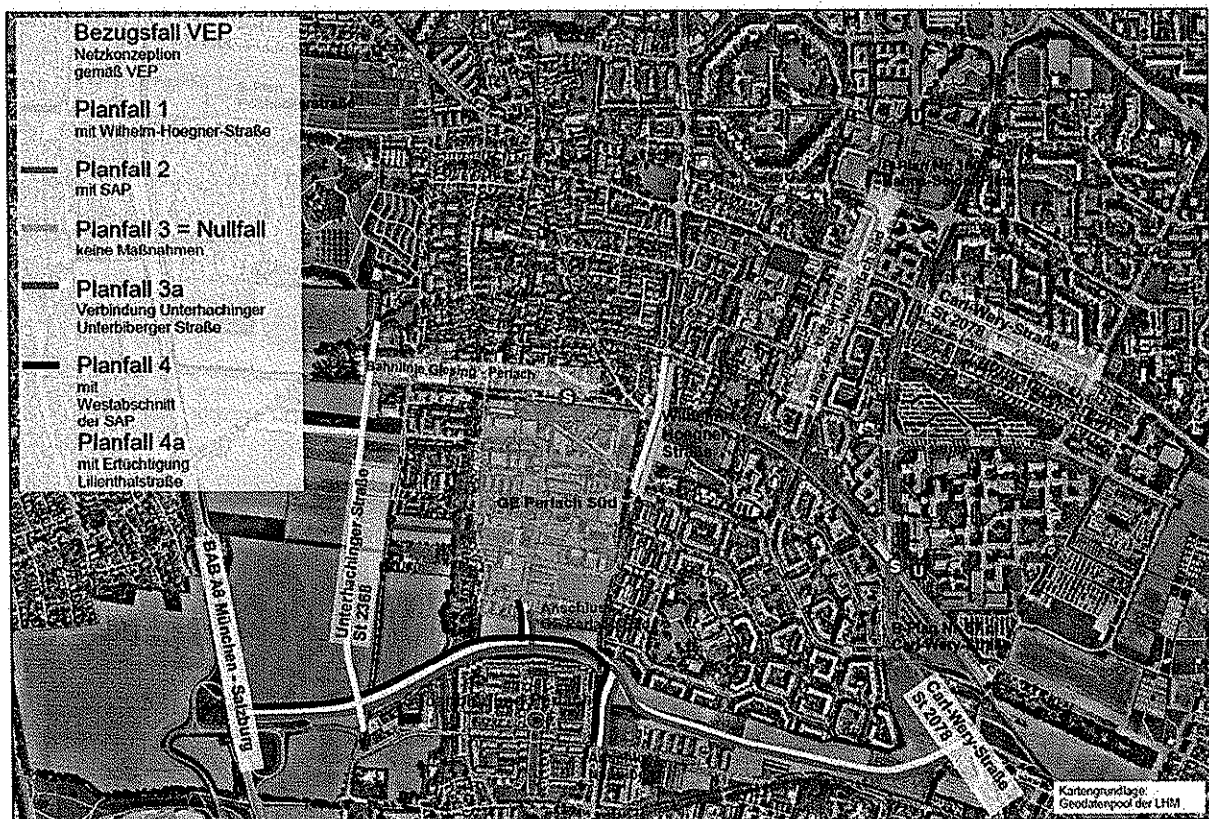 Bezugsfall VEP
Netzkonzeption
gemäß VEP
Planfall 1
mit Wilhelm-Hoegner-Straße
Planfall 2
mit SAP
Planfall 3 = Nullfall
keine Maßnahmen
Planfall 3a
Verbindung Unterhachinger
Unterbiberger Straße
Planfall 4
mit
Westabschnitt
der SAP
Planfall 4a
mit Ertüchtigung
Lilienthalstraße
U
Carl-Wery-Straße
St 2078
Bahnlinie Giesing - Perlach
S
Hoegner
Straße
GE Perlach Süd
Unterhachinger Straße
St 2368
S U
BAB A8 München - Salzburg
Anschluss
Carl-Wery-Straße
St 2078
Kartengrundlage:
Geodatenpool der LHM